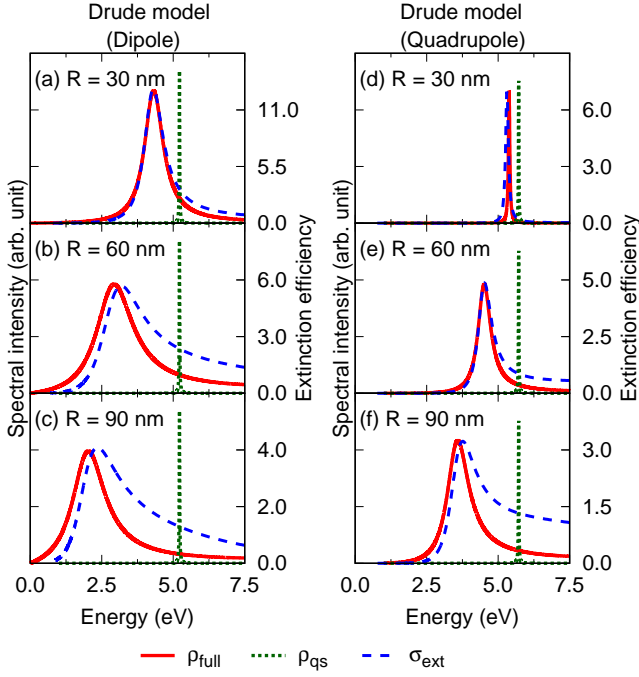 Drude model
(Dipole)
Drude model
(Quadrupole)
(a) R = 30 nm
11.0
5.5
0.0
(d) R = 30 nm
6.0
3.0
0.0
(b) R = 60 nm
6.0
3.0
0.0
(e) R = 60 nm
5.0
2.5
0.0
(c) R = 90 nm
4.0
2.0
0.0
(f) R = 90 nm
3.0
1.5
0.0
Spectral intensity (arb. unit)
Extinction efficiency
Spectral intensity (arb. unit)
Extinction efficiency
0.0 2.5 5.2 7.5
0.0 2.5 5.2 7.5
Energy (eV)
Energy (eV)
ρfull ρqs σext